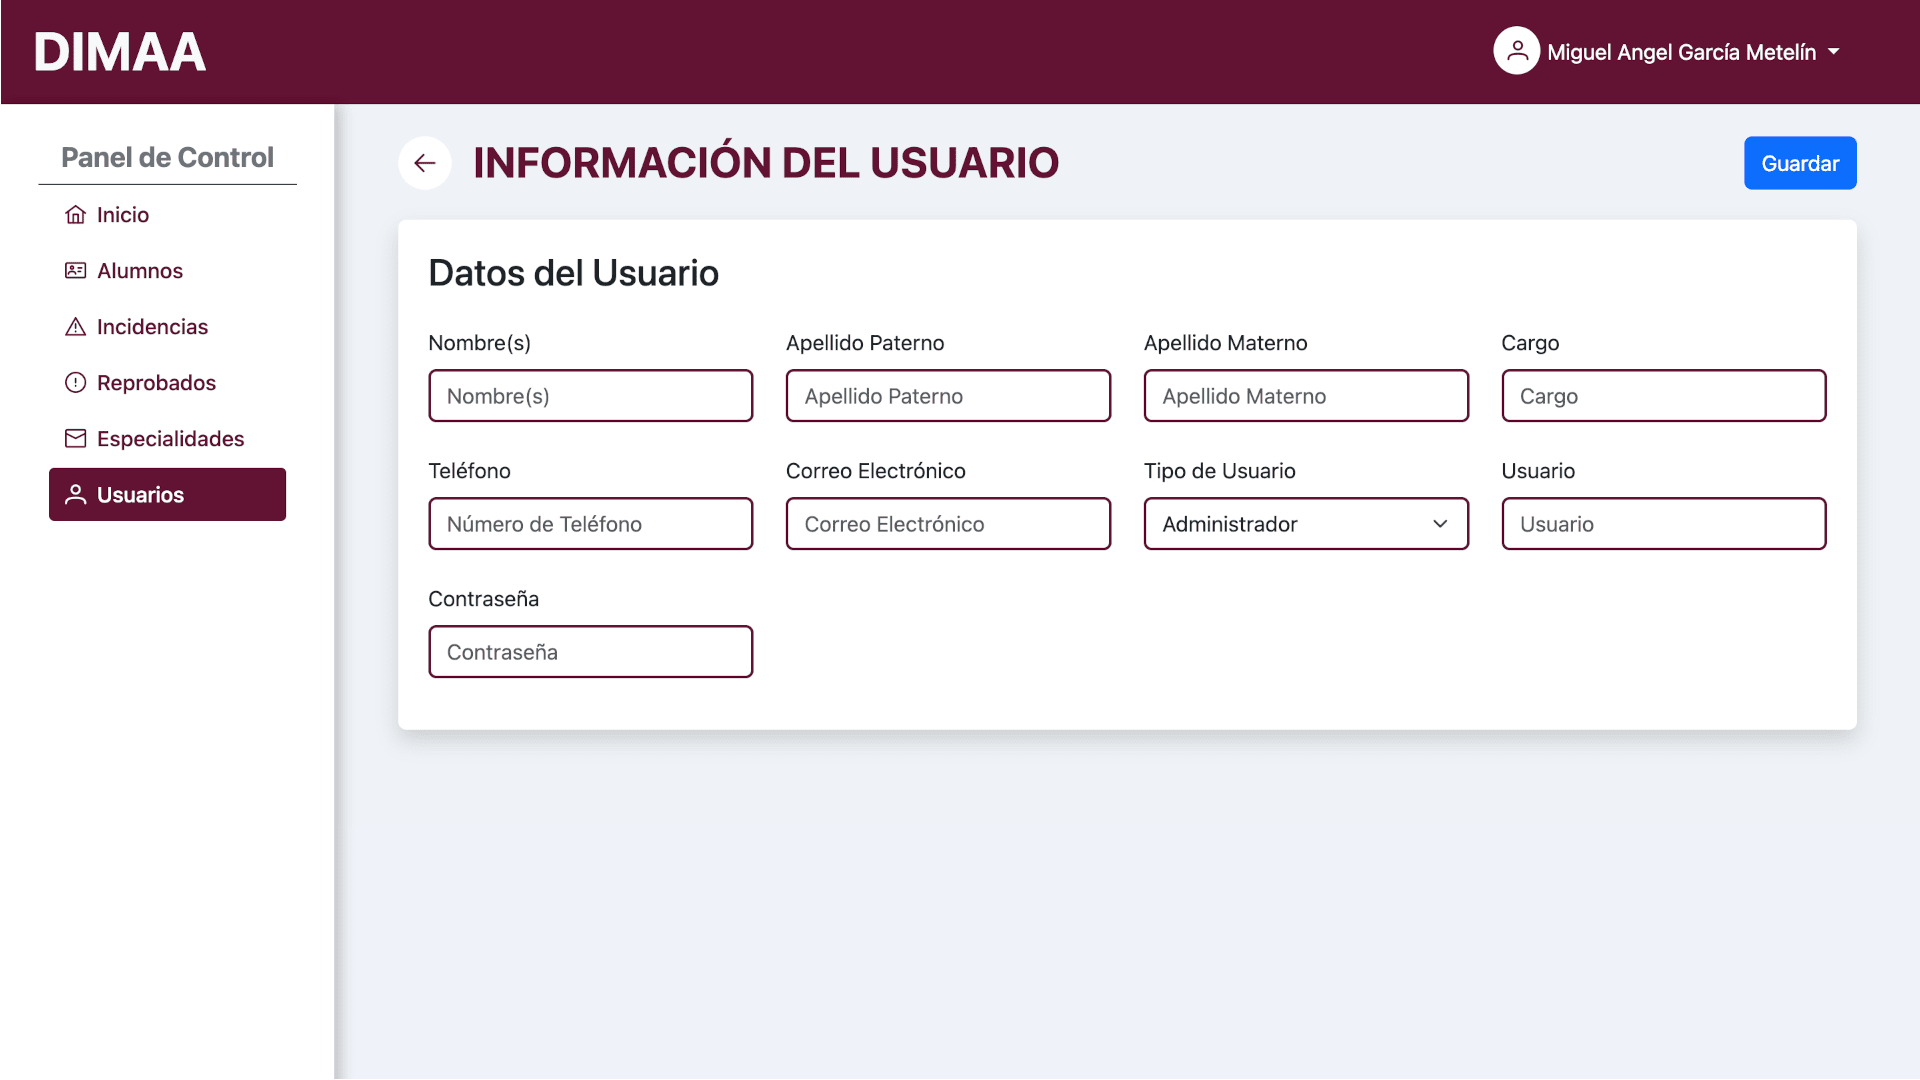 DIMAA
Miguel Angel García Metelín
Panel de Control
Inicio
Alumnos
Incidencias
Reprobados
Especialidades
Usuarios
INFORMACIÓN DEL USUARIO
Guardar
Datos del Usuario
Nombre(s)
Apellido Paterno
Apellido Materno
Cargo
Nombre(s)
Apellido Paterno
Apellido Materno
Cargo
Teléfono
Correo Electrónico
Tipo de Usuario
Usuario
Número de Teléfono
Correo Electrónico
Administrador
Usuario
Contraseña
Contraseña